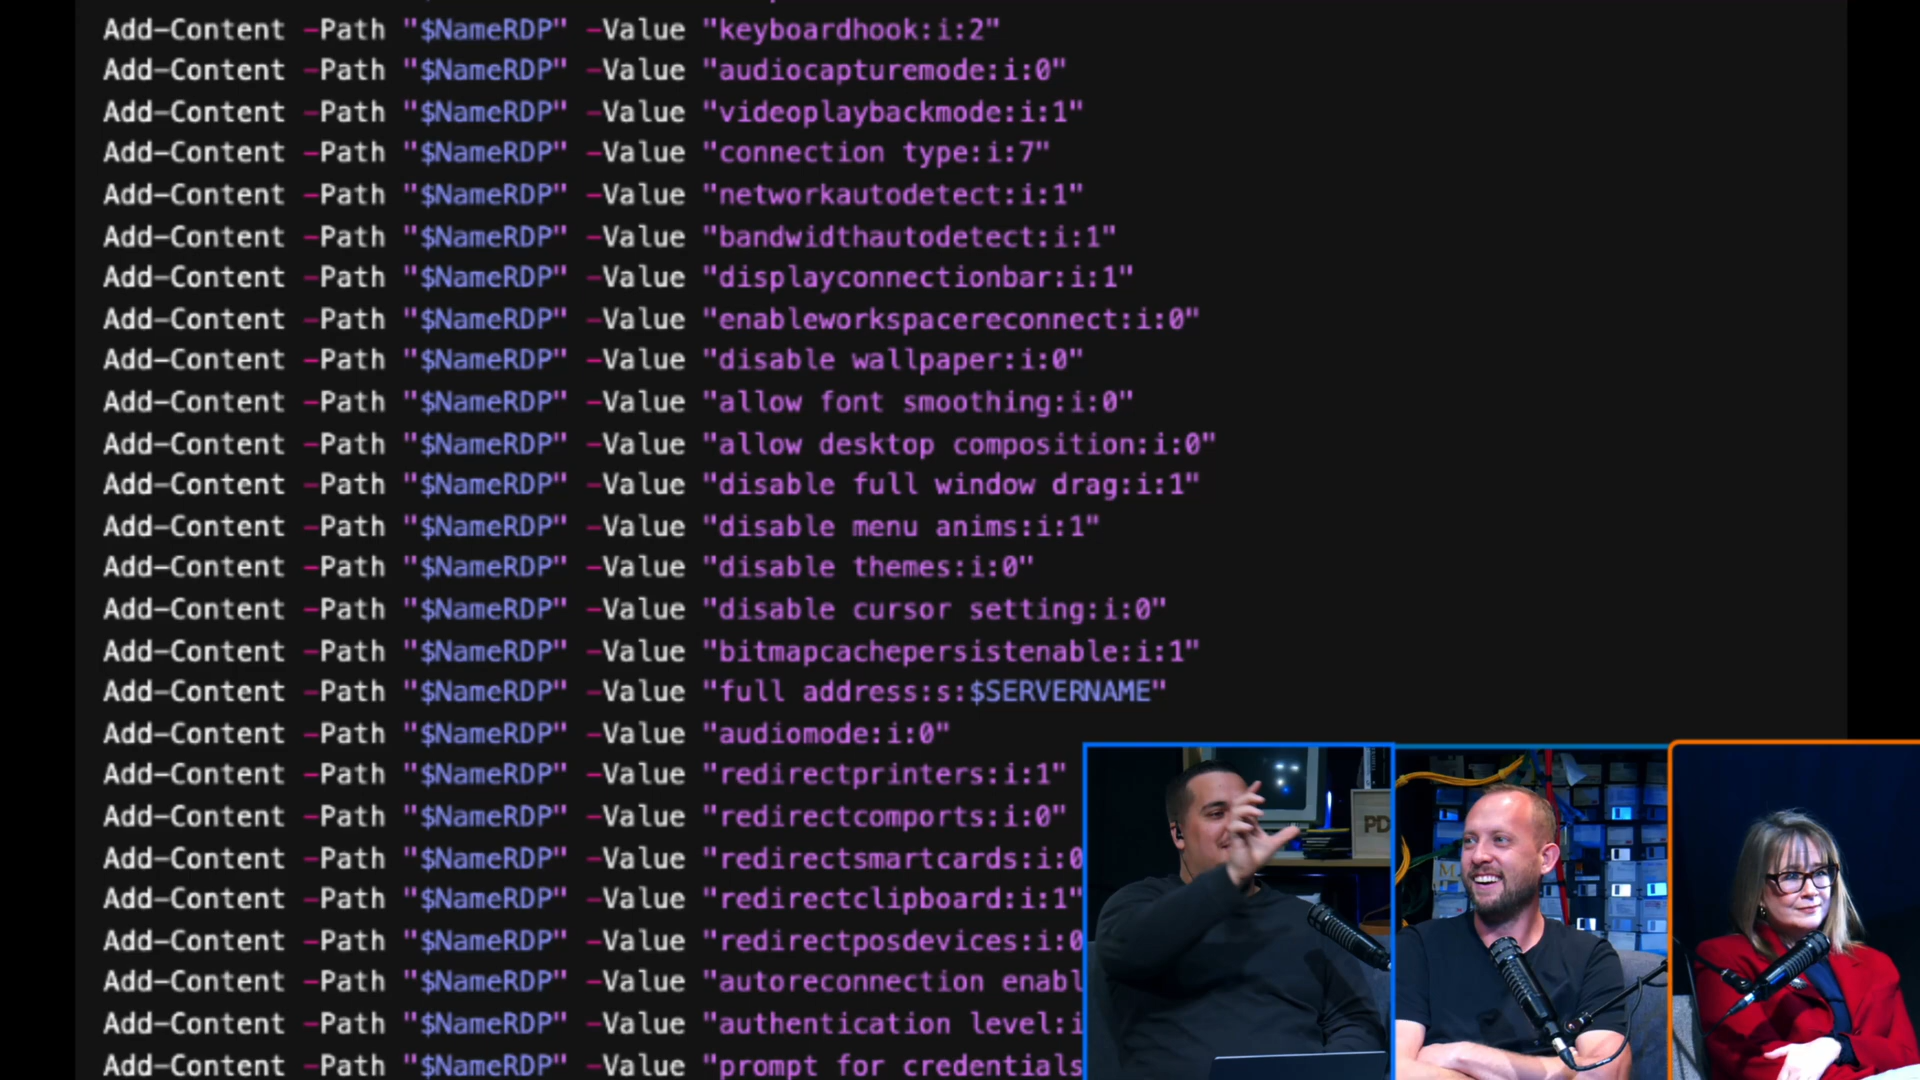 Add-Content -Path "$NameRDP" -Value "keyboardhook:i:2"
Add-Content -Path "$NameRDP" -Value "audiocapturemode:i:0"
Add-Content -Path "$NameRDP" -Value "videoplaybackmode:i:1"
Add-Content -Path "$NameRDP" -Value "connection type:i:7"
Add-Content -Path "$NameRDP" -Value "networkautodetect:i:1"
Add-Content -Path "$NameRDP" -Value "bandwidthautodetect:i:1"
Add-Content -Path "$NameRDP" -Value "displayconnectionbar:i:1"
Add-Content -Path "$NameRDP" -Value "enableworkspacereconnect:i:0"
Add-Content -Path "$NameRDP" -Value "disable wallpaper:i:0"
Add-Content -Path "$NameRDP" -Value "allow font smoothing:i:0"
Add-Content -Path "$NameRDP" -Value "allow desktop composition:i:0"
Add-Content -Path "$NameRDP" -Value "disable full window drag:i:1"
Add-Content -Path "$NameRDP" -Value "disable menu anims:i:1"
Add-Content -Path "$NameRDP" -Value "disable themes:i:0"
Add-Content -Path "$NameRDP" -Value "disable cursor setting:i:0"
Add-Content -Path "$NameRDP" -Value "bitmapcachepersistenable:i:1"
Add-Content -Path "$NameRDP" -Value "full address:s:$SERVERNAME"
Add-Content -Path "$NameRDP" -Value "audiomode:i:0"
Add-Content -Path "$NameRDP" -Value "redirectprinters:i:1"
Add-Content -Path "$NameRDP" -Value "redirectcomports:i:0"
Add-Content -Path "$NameRDP" -Value "redirectsmartcards:i:0
Add-Content -Path "$NameRDP" -Value "redirectclipboard:i:1"
Add-Content -Path "$NameRDP" -Value "redirectposdevices:i:0
Add-Content -Path "$NameRDP" -Value "autoreconnection enabl
Add-Content -Path "$NameRDP" -Value "authentication level:i
Add-Content -Path "$NameRDP" -Value "prompt for credentials
PD